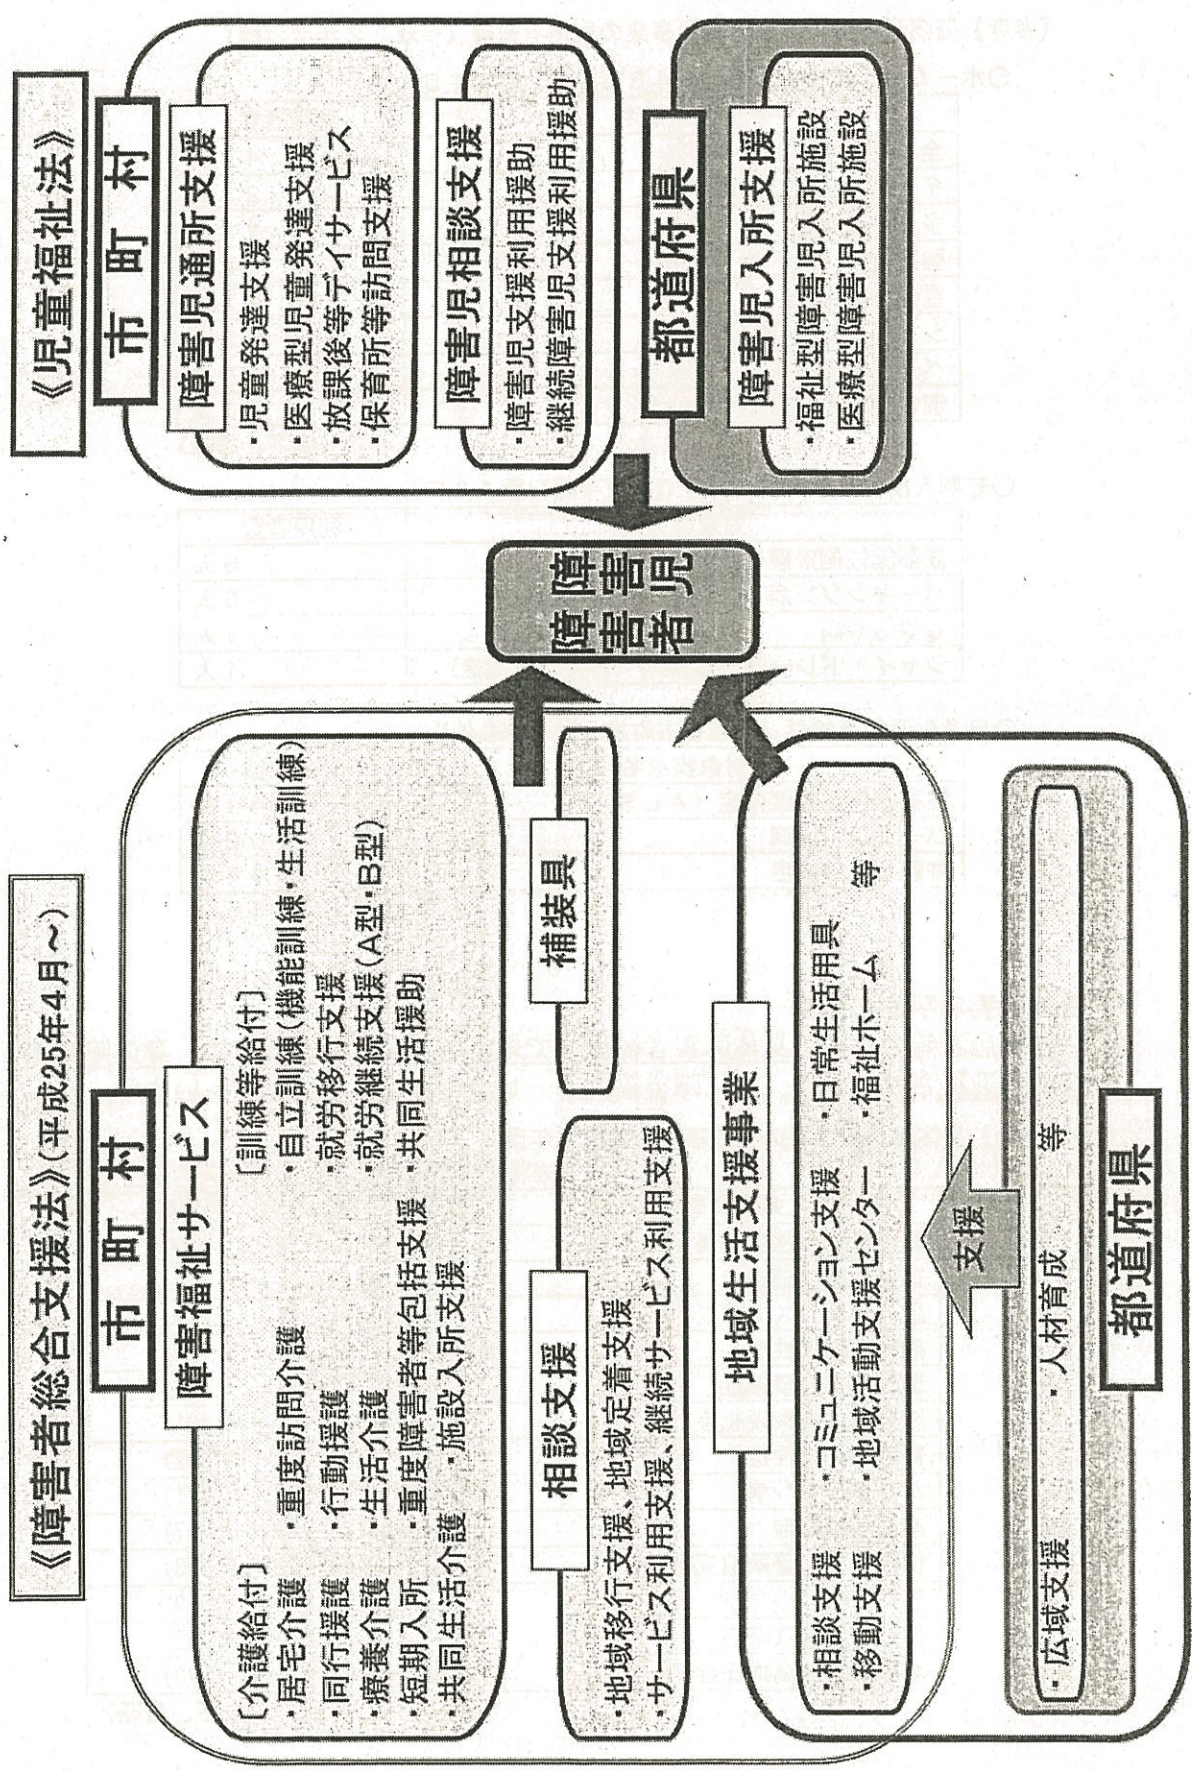 《障害者総合支援法》(平成25年4月～)
市 町 村
障害福祉サービス
〔介護給付〕
・居宅介護 ・重度訪問介護
・同行援護 ・行動援護
・療養介護 ・生活介護
・短期入所 ・重度障害者等包括支援
・共同生活介護 ・施設入所支援
〔訓練等給付〕
・自立訓練(機能訓練・生活訓練)
・就労移行支援
・就労継続支援(A型・B型)
・共同生活援助
相談支援
・地域移行支援、地域定着支援
・サービス利用支援、継続サービス利用支援
補装具
地域生活支援事業
・相談支援 ・コミュニケーション支援 ・日常生活用具
・移動支援 ・地域活動支援センター ・福祉ホーム 等
支援
・広域支援 ・人材育成 等
都道府県
障害者
障害児
《児童福祉法》
市 町 村
障害児通所支援
・児童発達支援
・医療型児童発達支援
・放課後等デイサービス
・保育所等訪問支援
障害児相談支援
・障害児支援利用援助
・継続障害児支援利用援助
都道府県
障害児入所支援
・福祉型障害児入所施設
・医療型障害児入所施設